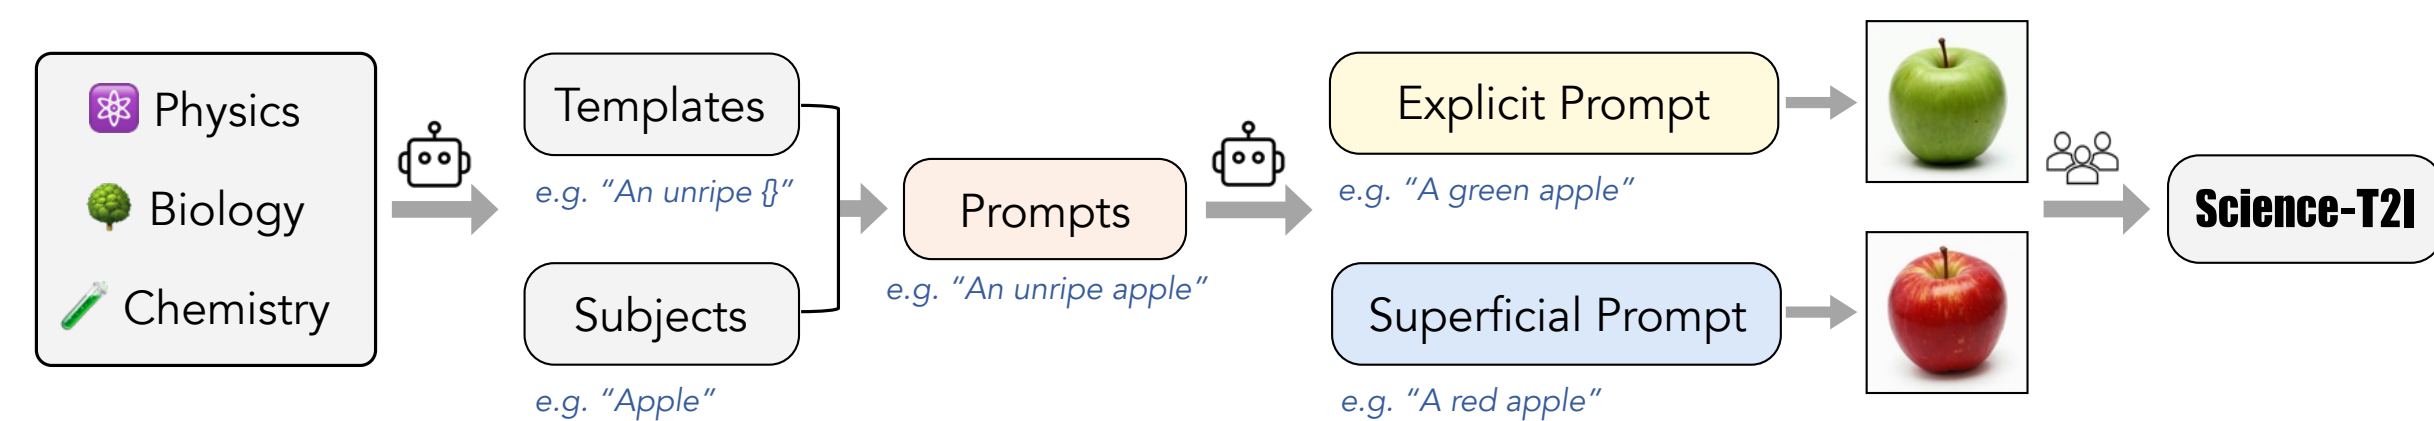 Physics
Biology
Chemistry
Templates
e.g. “An unripe {}”
Subjects
e.g. “Apple”
Prompts
e.g. “An unripe apple”
Explicit Prompt
e.g. “A green apple”
Superficial Prompt
e.g. “A red apple”
Science-T2I